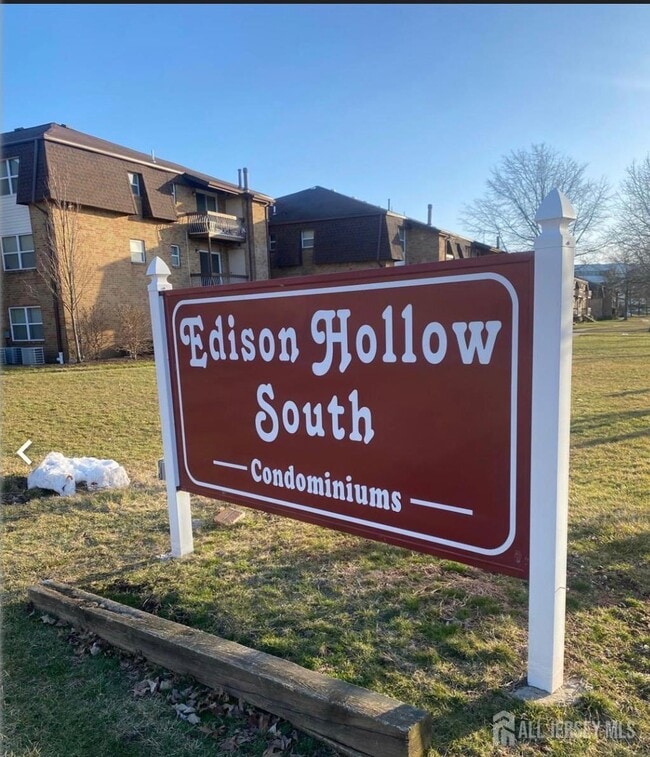 Edison Hollow
South
Condominiums
ALL JERSEY MLS